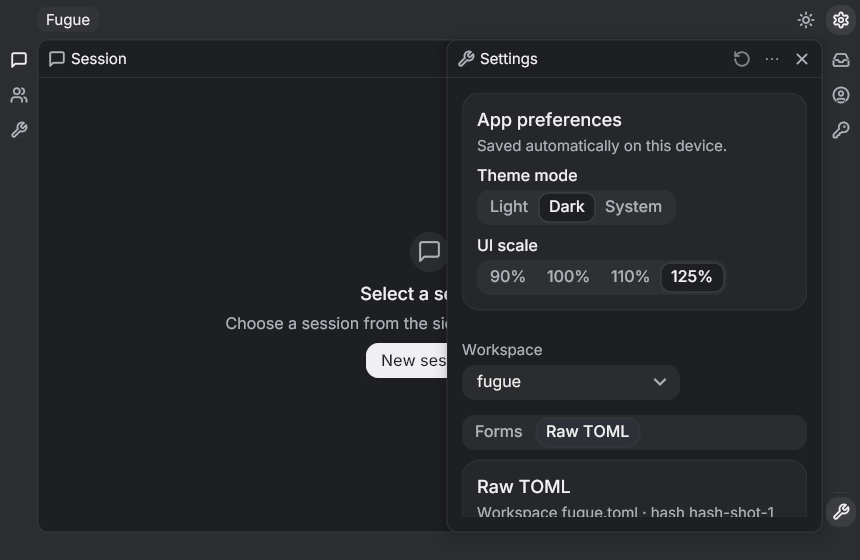 Fugue
Session
Select a se
Choose a session from the si
New ses
Settings
App preferences
Saved automatically on this device.
Theme mode
Light Dark System
UI scale
90% 100% 110% 125%
Workspace
fugue
Forms Raw TOML
Raw TOML
Workspace fugue.toml · hash hash-shot-1